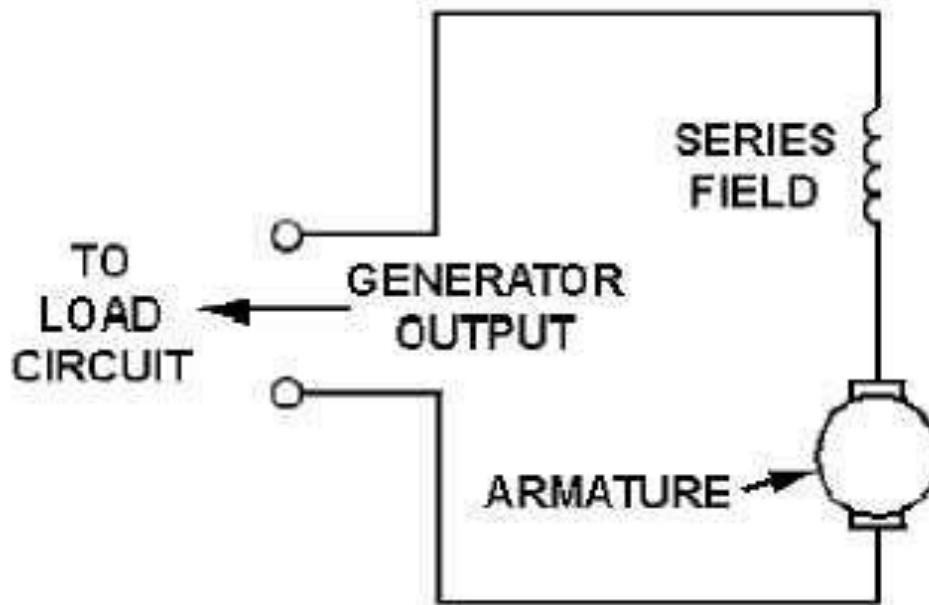 SERIES
FIELD
TO
LOAD
CIRCUIT
GENERATOR
OUTPUT
ARMATURE